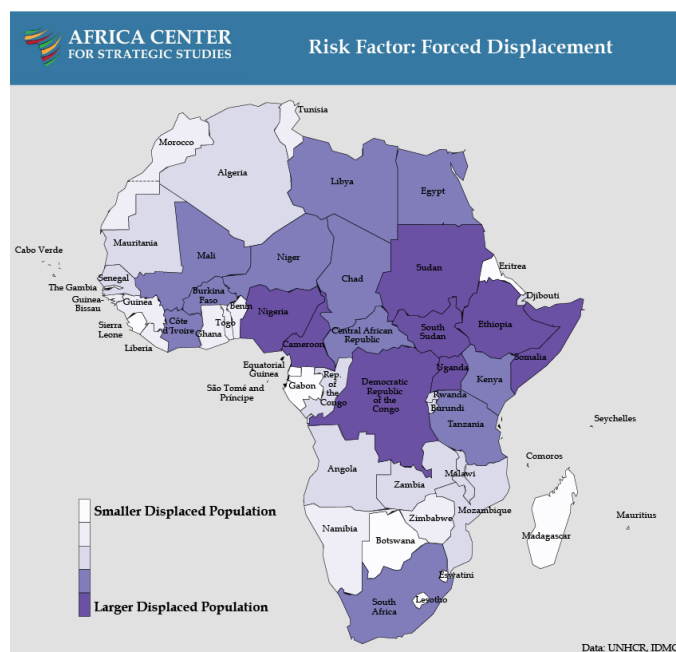 AFRICA CENTER
FOR STRATEGIC STUDIES
Risk Factor: Forced Displacement
Tunisia
Morocco
Algeria
Libya
Egypt
Mauritania
Mali
Niger
Chad
Sudan
Eritrea
Cabo Verde
Senegal
The Gambia
Guinea-
Bissau
Guinea
Sierra
Leone
Liberia
Côte
d'Ivoire
Burkina
Faso
Ghana
Togo
Benin
Nigeria
Cameroon
Central African
Republic
South
Sudan
Ethiopia
Djibouti
Somalia
Equatorial
Guinea
São Tomé and
Príncipe
Gabon
Rep.
of
the
Congo
Democratic
Republic
of the
Congo
Uganda
Kenya
Rwanda
Burundi
Tanzania
Seychelles
Comoros
Angola
Zambia
Malawi
Mozambique
Zimbabwe
Namibia
Botswana
Madagascar
Mauritius
Eswatini
Lesotho
South
Africa
Smaller Displaced Population
Larger Displaced Population
Data: UNHCR, IDMC